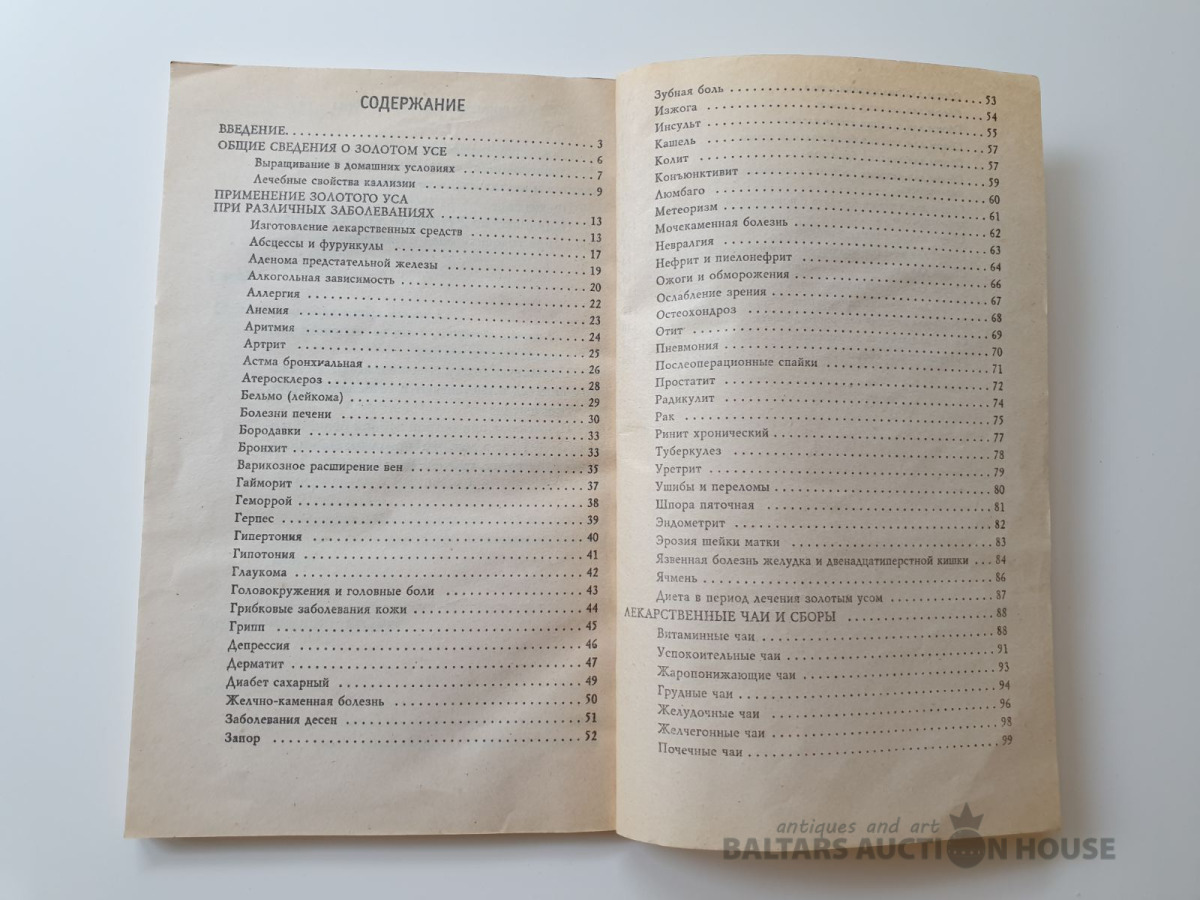 СОДЕРЖАНИЕ
ВВЕДЕНИЕ. 3
ОБЩИЕ СВЕДЕНИЯ О ЗОЛОТОМ УСЕ 6
Выращивание в домашних условиях 7
Лечебные свойства каллизии 9
ПРИМЕНЕНИЕ ЗОЛОТОГО УСА
ПРИ РАЗЛИЧНЫХ ЗАБОЛЕВАНИЯХ 13
Изготовление лекарственных средств 13
Абсцессы и фурункулы 17
Аденома предстательной железы 19
Алкогольная зависимость 20
Аллергия 22
Анемия 23
Аритмия 24
Артрит 25
Астма бронхиальная 26
Атеросклероз 28
Бельмо (лейкома) 29
Болезни печени 30
Бородавки 33
Бронхит 33
Варикозное расширение вен 35
Гайморит 37
Геморрой 38
Герпес 39
Гипертония 40
Гипотония 41
Глаукома 42
Головокружения и головные боли 43
Грибковые заболевания кожи 44
Грипп 45
Депрессия 46
Дерматит 47
Диабет сахарный 49
Желчно-каменная болезнь 50
Заболевания десен 51
Запор 52
Зубная боль 53
Изжога 54
Инсульт 55
Кашель 57
Колит 57
Конъюнктивит 59
Люмбаго 60
Метеоризм 61
Мочекаменная болезнь 62
Невралгия 63
Нефрит и пиелонефрит 64
Ожоги и обморожения 66
Ослабление зрения 67
Остеохондроз 68
Отит 69
Пневмония 70
Послеоперационные спайки 71
Простатит 72
Радикулит 74
Рак 75
Ринит хронический 77
Туберкулез 78
Уретрит 79
Ушибы и переломы 80
Шпора пяточная 81
Эндометрит 82
Эрозия шейки матки 83
Язвенная болезнь желудка и двенадцатиперстной кишки 84
Ячмень 86
Диета в период лечения золотым усом 87
ЛЕКАРСТВЕННЫЕ ЧАИ И СБОРЫ 88
Витаминные чаи 88
Успокоительные чаи 91
Жаропонижающие чаи 93
Грудные чаи 94
Желудочные чаи 96
Желчегонные чаи 98
Почечные чаи 99
antiques and art
BALTARS AUCTION HOUSE